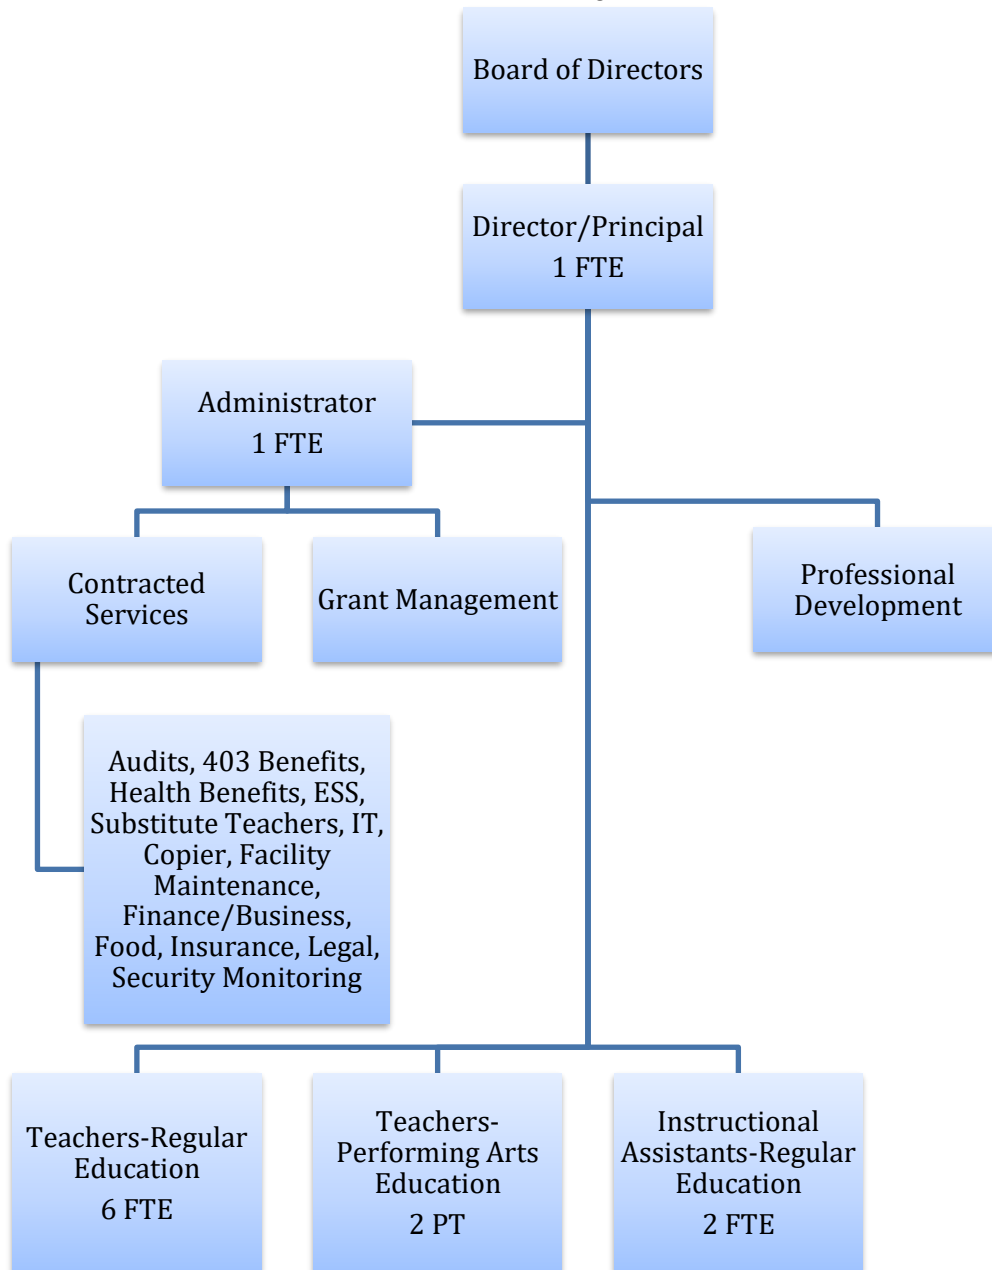 Board of Directors
Director/Principal
1 FTE
Administrator
1 FTE
Contracted
Services
Grant Management
Professional
Development
Audits, 403 Benefits,
Health Benefits, ESS,
Substitute Teachers, IT,
Copier, Facility
Maintenance,
Finance/Business,
Food, Insurance, Legal,
Security Monitoring
Teachers-Regular
Education
6 FTE
Teachers-
Performing Arts
Education
2 PT
Instructional
Assistants-Regular
Education
2 FTE